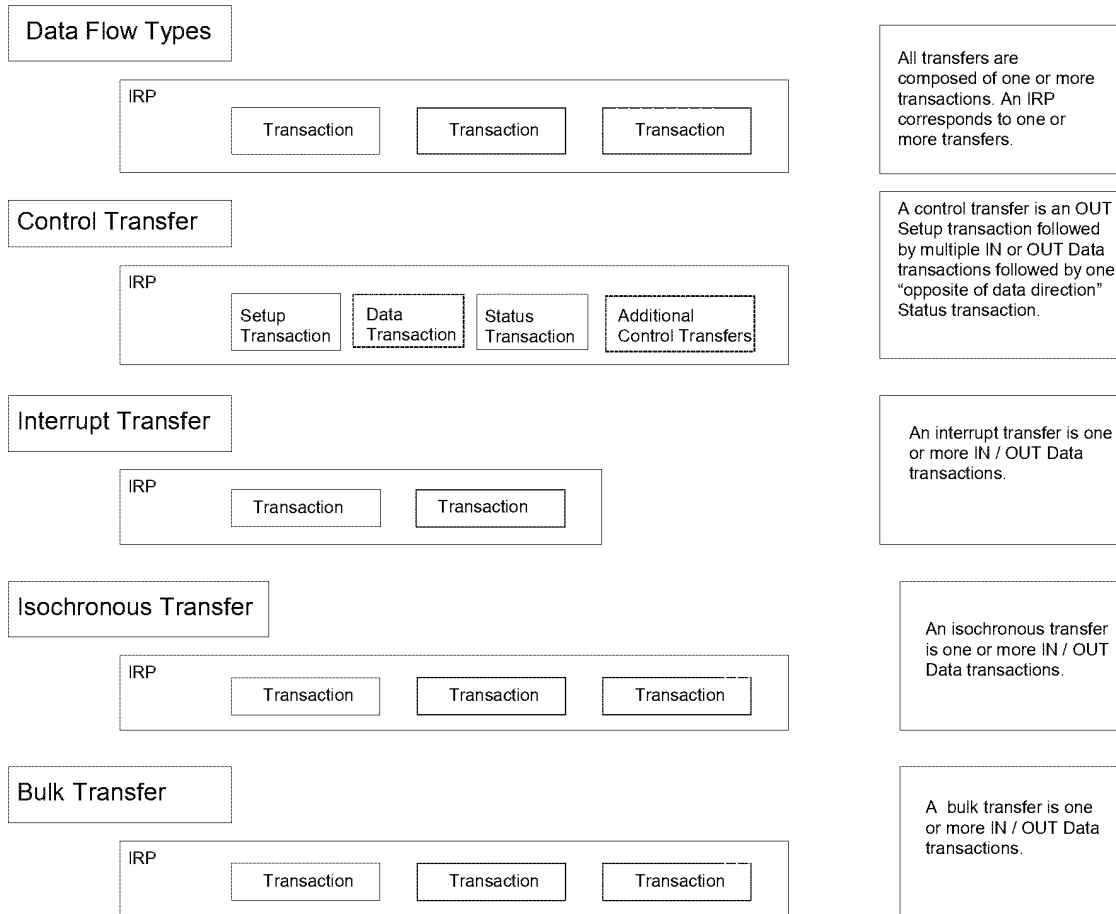 Data Flow Types
IRP
Transaction
Transaction
Transaction
All transfers are
composed of one or more
transactions. An IRP
corresponds to one or
more transfers.
Control Transfer
IRP
Setup
Transaction
Data
Transaction
Status
Transaction
Additional
Control Transfers
A control transfer is an OUT
Setup transaction followed
by multiple IN or OUT Data
transactions followed by one
“opposite of data direction”
Status transaction.
Interrupt Transfer
IRP
Transaction
Transaction
An interrupt transfer is one
or more IN / OUT Data
transactions.
Isochronous Transfer
IRP
Transaction
Transaction
Transaction
An isochronous transfer
is one or more IN / OUT
Data transactions.
Bulk Transfer
IRP
Transaction
Transaction
Transaction
A bulk transfer is one
or more IN / OUT Data
transactions.